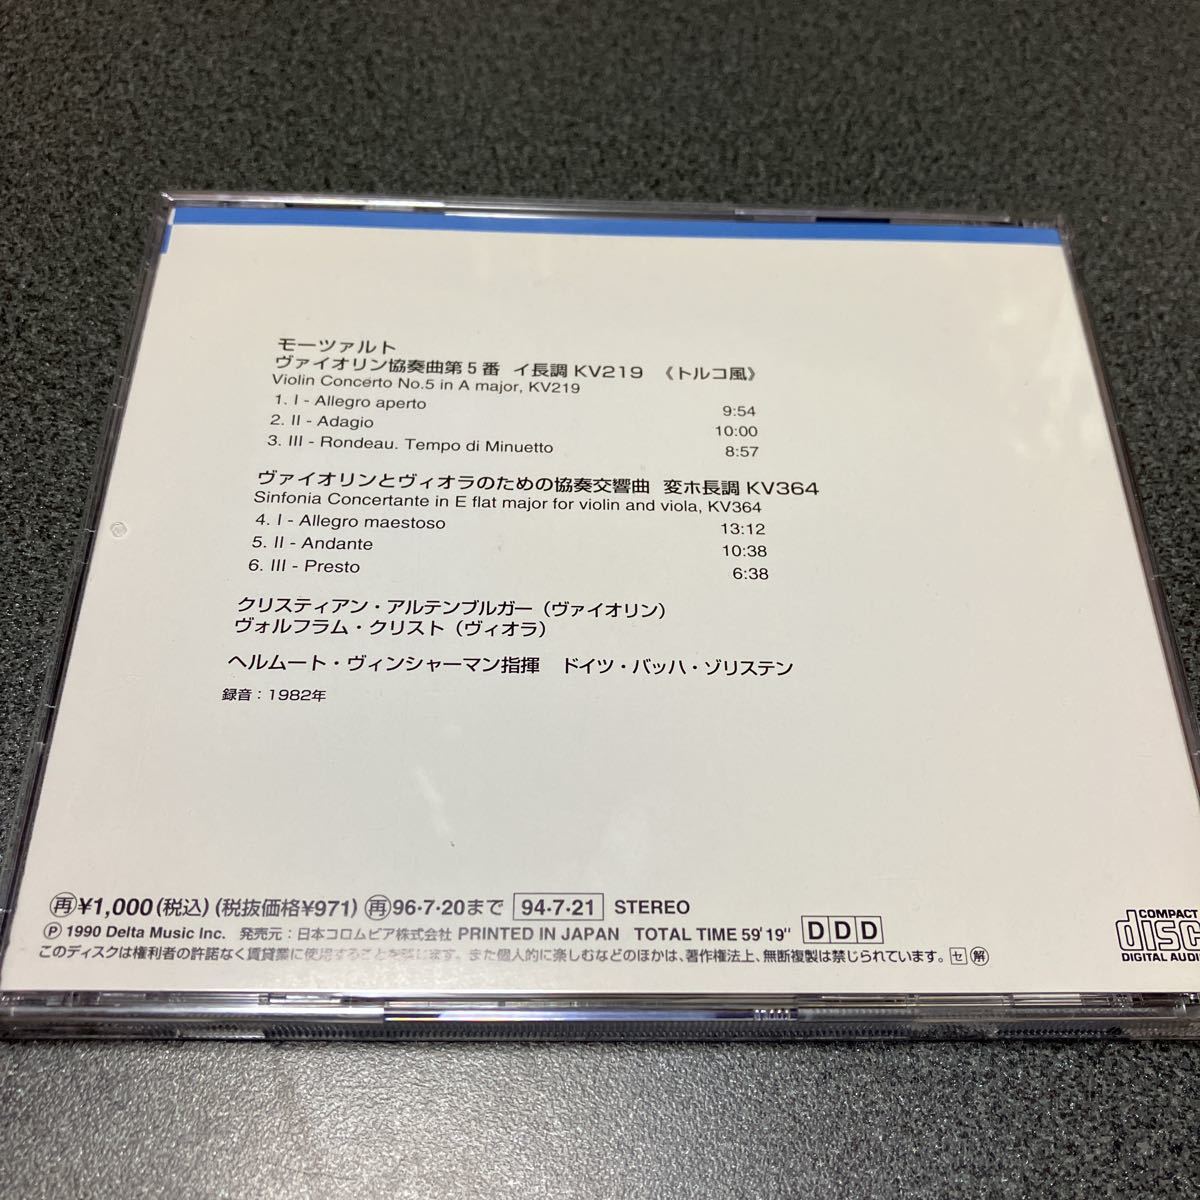 モーツァルト
ヴァイオリン協奏曲第5番 イ長調 KV219 《トルコ風》
Violin Concerto No.5 in A major, KV219
1. I - Allegro aperto 9:54
2. II - Adagio 10:00
3. III - Rondeau. Tempo di Minuetto 8:57
ヴァイオリンとヴィオラのための協奏交響曲 変ホ長調 KV364
Sinfonia Concertante in E flat major for violin and viola, KV364
4. I - Allegro maestoso 13:12
5. II - Andante 10:38
6. III - Presto 6:38
クリスティアン・アルテンブルガー（ヴァイオリン）
ヴォルフラム・クリスト（ヴィオラ）
ヘルムート・ヴィンシャーマン指揮 ドイツ・バッハ・ゾリステン
録音：1982年
再 ¥1,000(税込) (税抜価格¥971) 再 96・7・20まで 94・7・21 STEREO
Ⓟ 1990 Delta Music Inc. 発売元：日本コロムビア株式会社 PRINTED IN JAPAN TOTAL TIME 59'19" D D D
このディスクは権利者の許諾なく賃貸業に使用することを禁じます。また個人的に楽しむなどのほかは、著作権法上、無断複製は禁じられています。 セ 解
COMPACT
disc
DIGITAL AUDIO